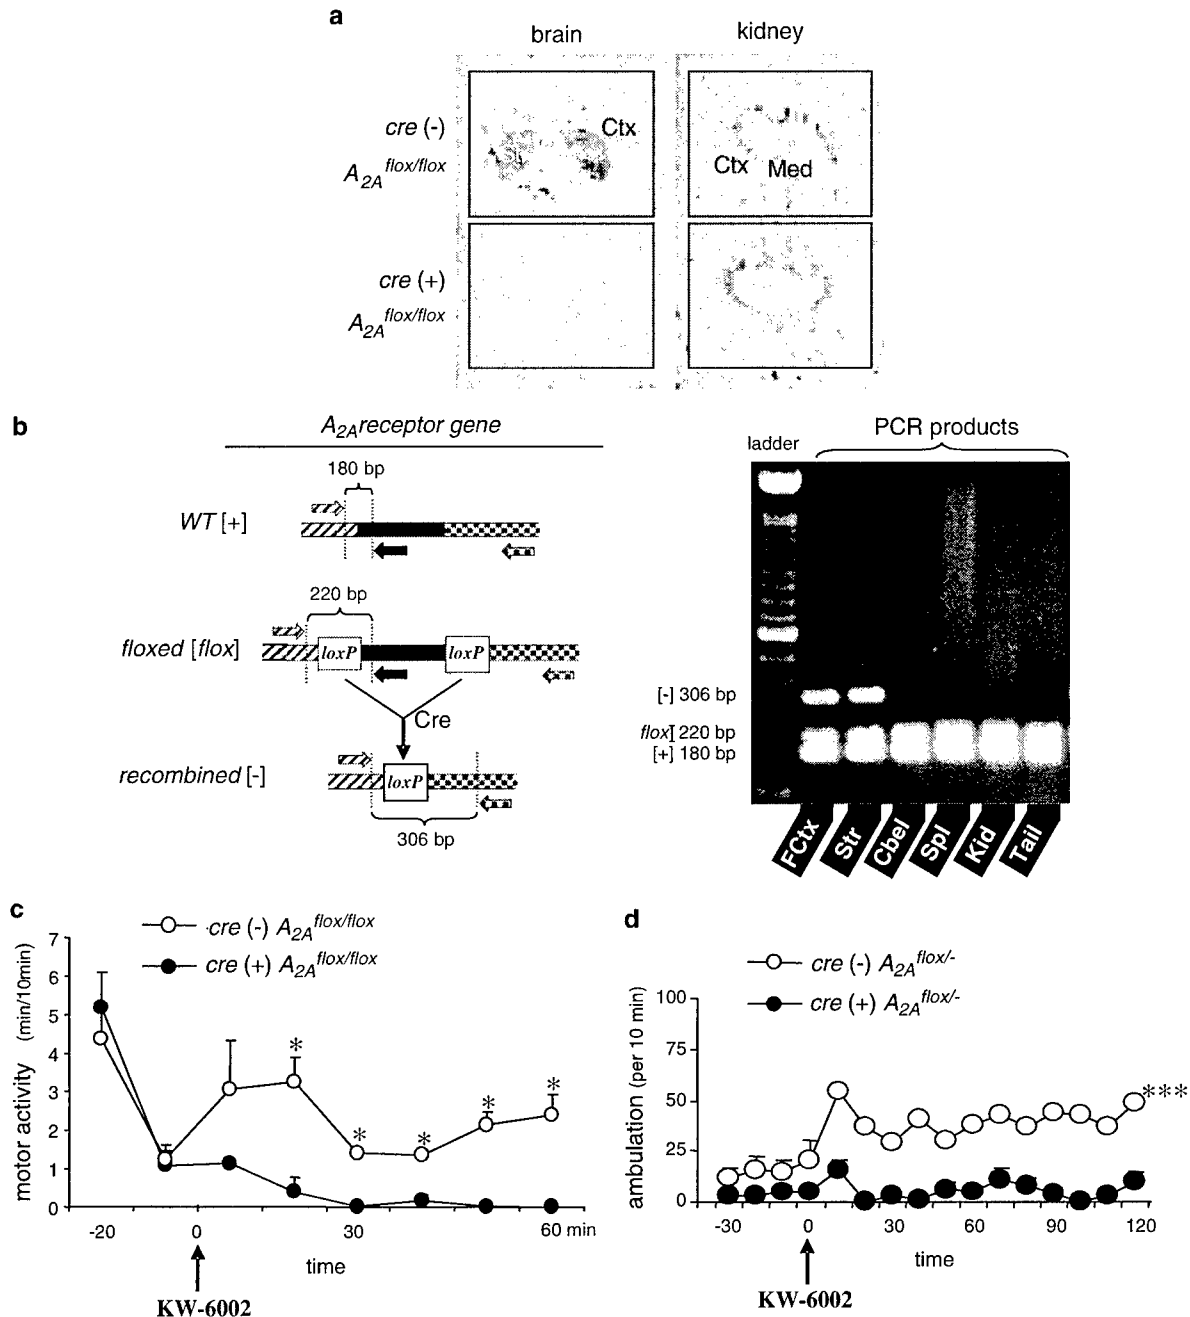 a
brain kidney
cre (-)
A2A flox/flox
Ctx
Str
Ctx Med
cre (+)
A2A flox/flox
b
A2A receptor gene
180 bp
WT [+]
220 bp
floxed [flox]
loxP loxP
Cre
recombined [-]
loxP
306 bp
PCR products
ladder
[-] 306 bp
flox] 220 bp
[+] 180 bp
FCtx Str Cbel Spl Kid Tail
c
cre (-) A2A flox/flox
cre (+) A2A flox/flox
motor activity (min/10min)
7
6
5
4
3
2
1
0
* * * * *
-20 0 30 60 min
time
KW-6002
d
cre (-) A2A flox/-
cre (+) A2A flox/-
ambulation (per 10 min)
100
75
50
25
0
***
-30 0 30 60 90 120
time
KW-6002